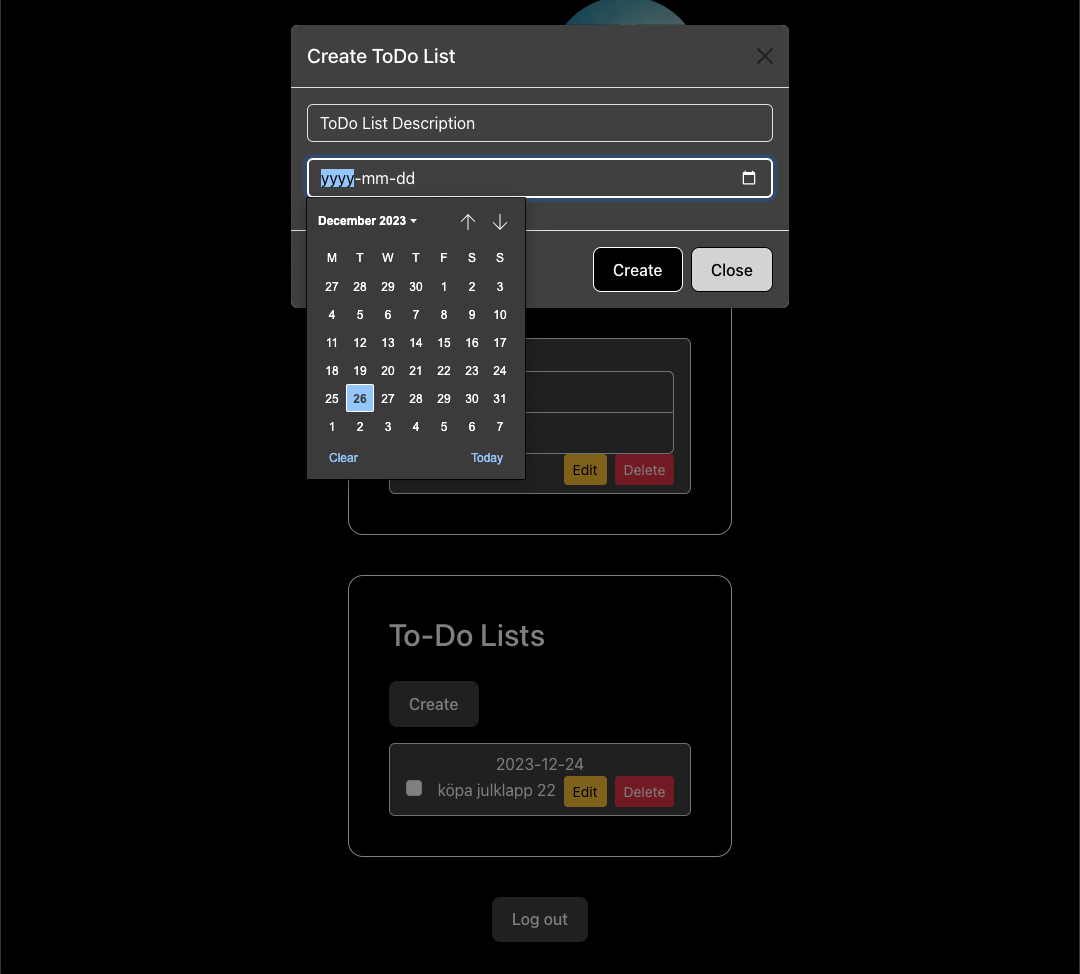 Create ToDo List
ToDo List Description
yyyy-mm-dd
December 2023
M T W T F S S
27 28 29 30 1 2 3
4 5 6 7 8 9 10
11 12 13 14 15 16 17
18 19 20 21 22 23 24
25 26 27 28 29 30 31
1 2 3 4 5 6 7
Clear Today
Create Close
Edit Delete
To-Do Lists
Create
2023-12-24
köpa julklapp 22 Edit Delete
Log out